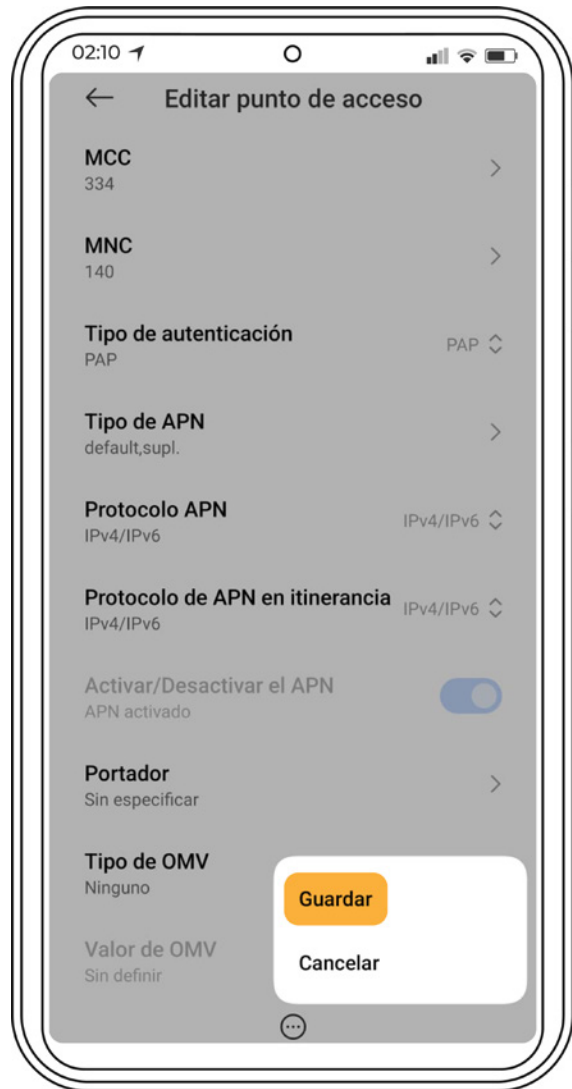 02:10
Editar punto de acceso
MCC
334
MNC
140
Tipo de autenticación
PAP
PAP
Tipo de APN
default,supl.
Protocolo APN
IPv4/IPv6
IPv4/IPv6
Protocolo de APN en itinerancia
IPv4/IPv6
IPv4/IPv6
Activar/Desactivar el APN
APN activado
Portador
Sin especificar
Tipo de OMV
Ninguno
Guardar
Valor de OMV
Sin definir
Cancelar